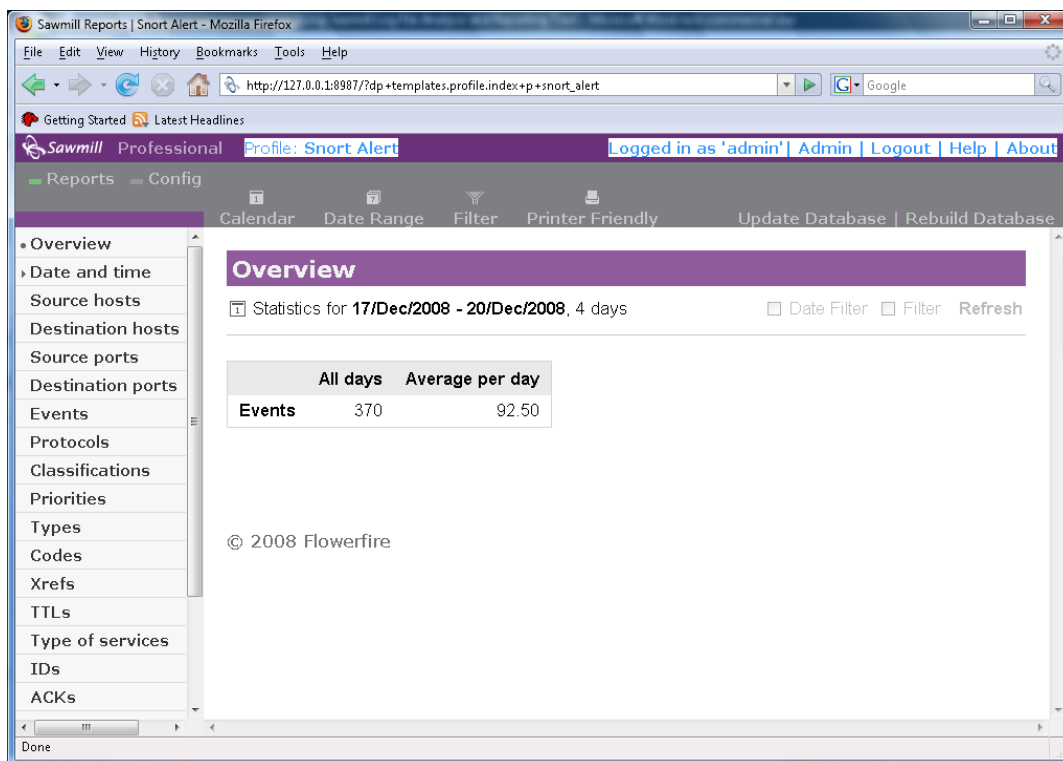 Sawmill Reports | Snort Alert - Mozilla Firefox
File Edit View History Bookmarks Tools Help
http://127.0.0.1:8987/?dp+templates.profile.index+p+snort_alert
G Google
Getting Started Latest Headlines
Sawmill Professional Profile: Snort Alert Logged in as 'admin'| Admin | Logout | Help | About
Reports Config
1 7
Calendar Date Range Filter Printer Friendly Update Database | Rebuild Database
Overview
Date and time
Source hosts
Destination hosts
Source ports
Destination ports
Events
Protocols
Classifications
Priorities
Types
Codes
Xrefs
TTLs
Type of services
IDs
ACKs
Overview
1 Statistics for 17/Dec/2008 - 20/Dec/2008, 4 days Date Filter Filter Refresh
All days Average per day
Events 370 92.50
© 2008 Flowerfire
Done